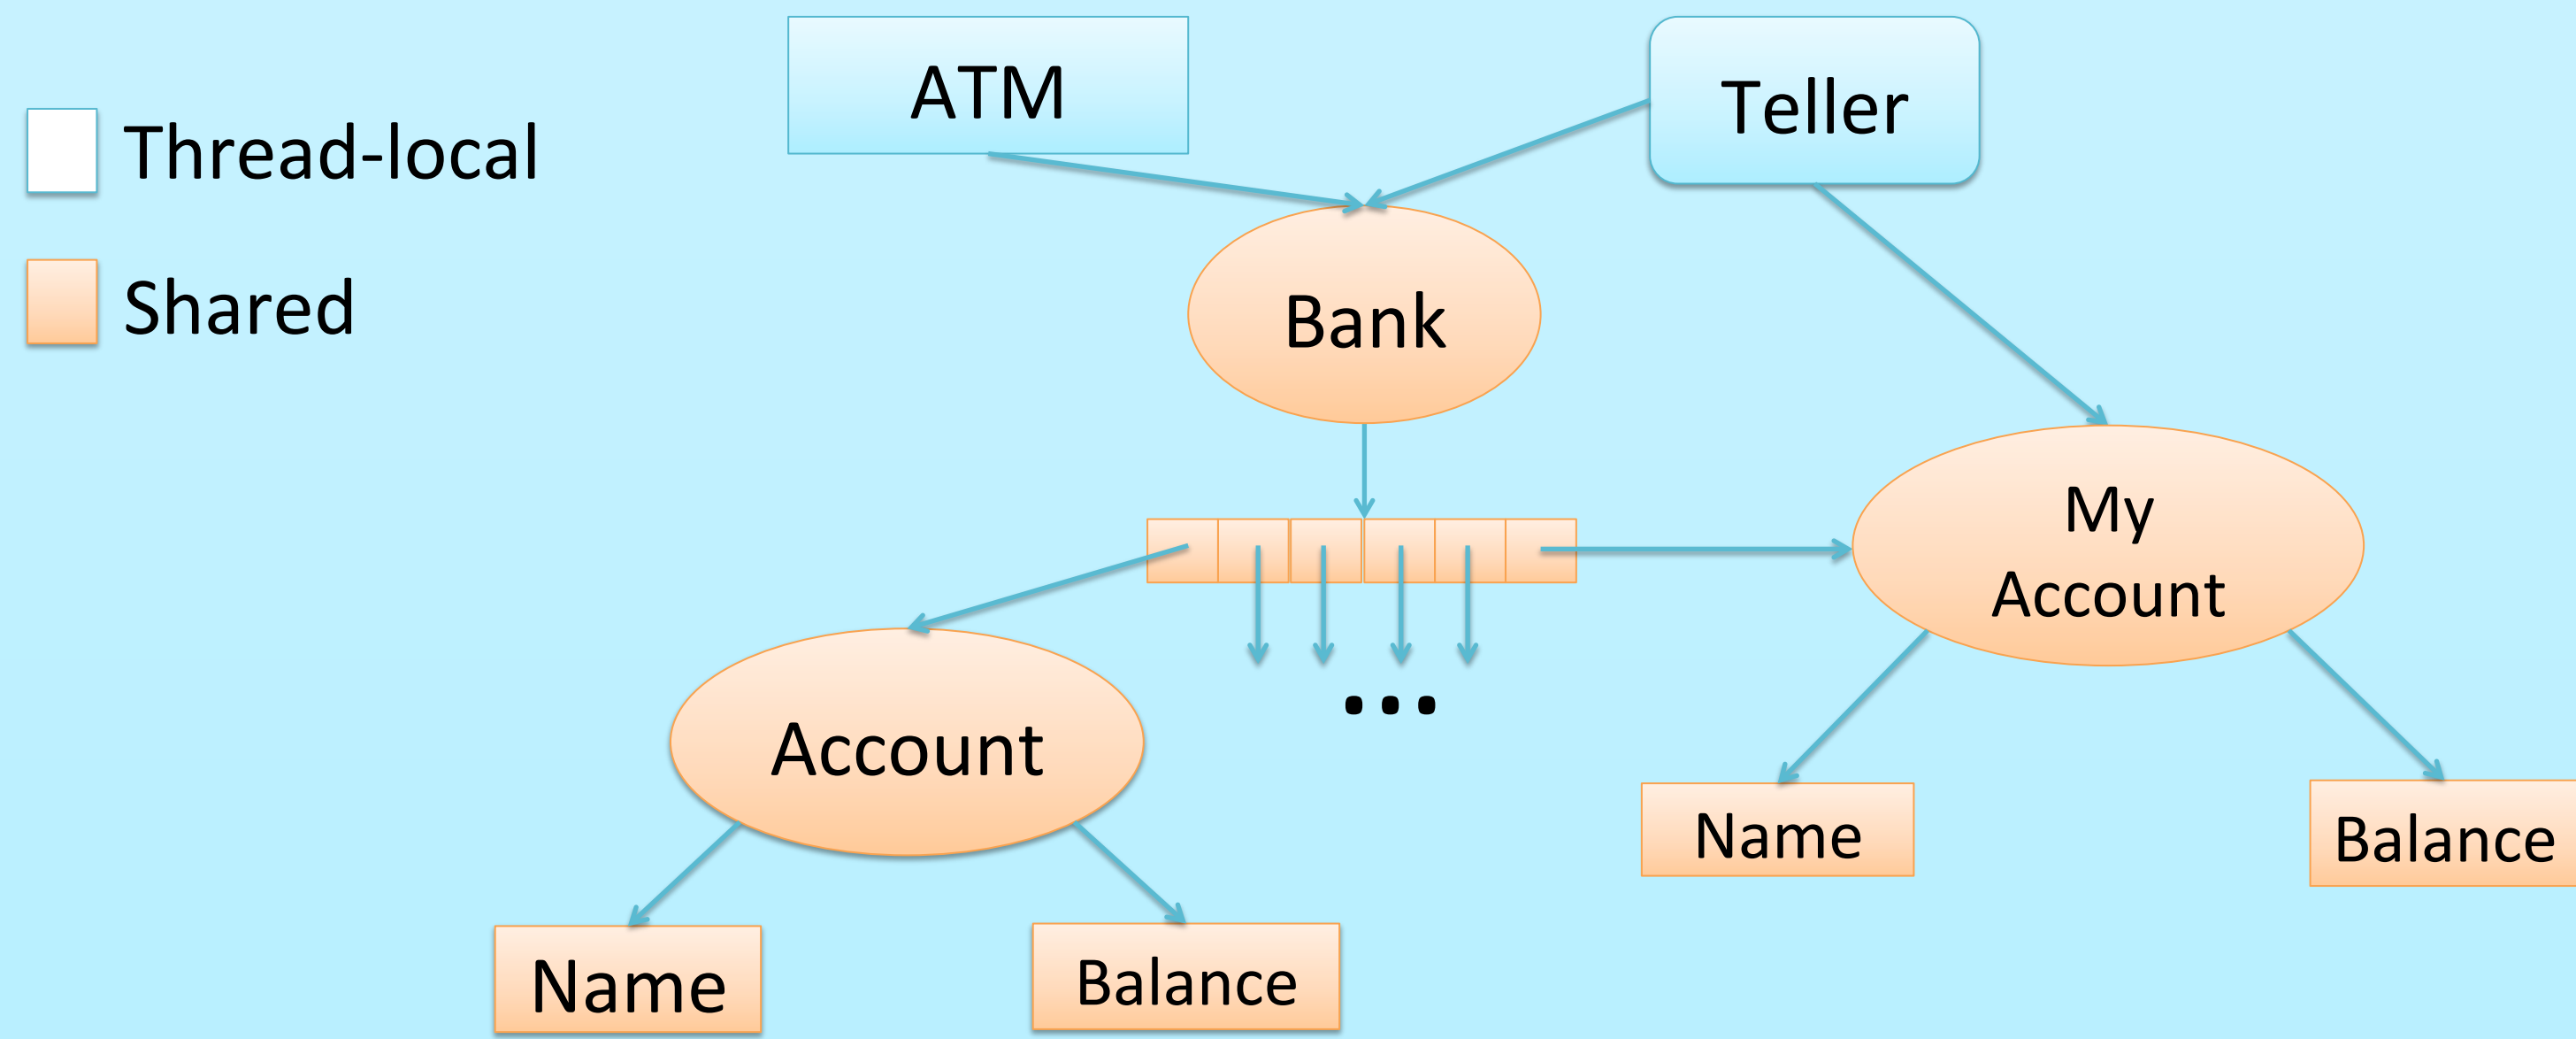 ATM
Teller
Thread-local
Shared
Bank
My
Account
Account
...
Name
Balance
Name
Balance